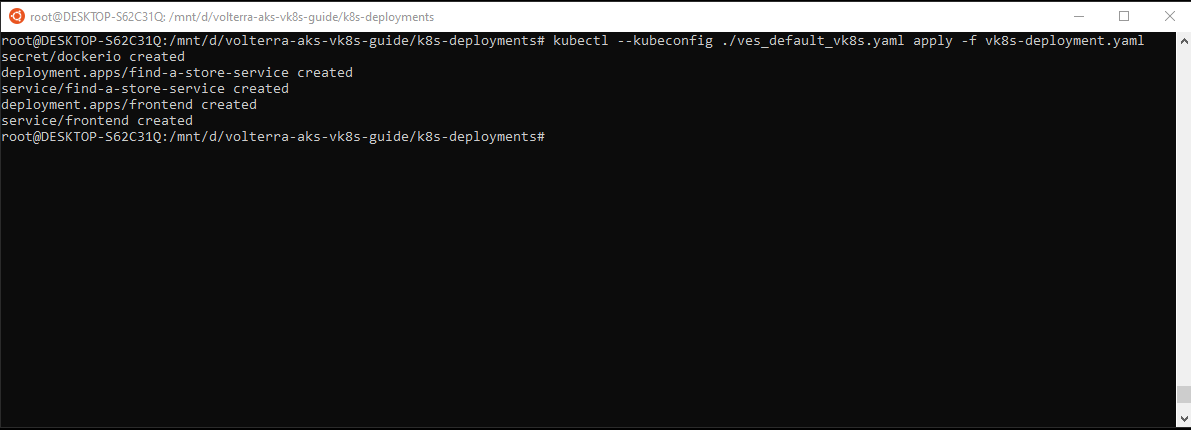 root@DESKTOP-S62C31Q: /mnt/d/volterra-aks-vk8s-guide/k8s-deployments
root@DESKTOP-S62C31Q:/mnt/d/volterra-aks-vk8s-guide/k8s-deployments# kubectl --kubeconfig ./ves_default_vk8s.yaml apply -f vk8s-deployment.yaml
secret/dockerio created
deployment.apps/find-a-store-service created
service/find-a-store-service created
deployment.apps/frontend created
service/frontend created
root@DESKTOP-S62C31Q:/mnt/d/volterra-aks-vk8s-guide/k8s-deployments#